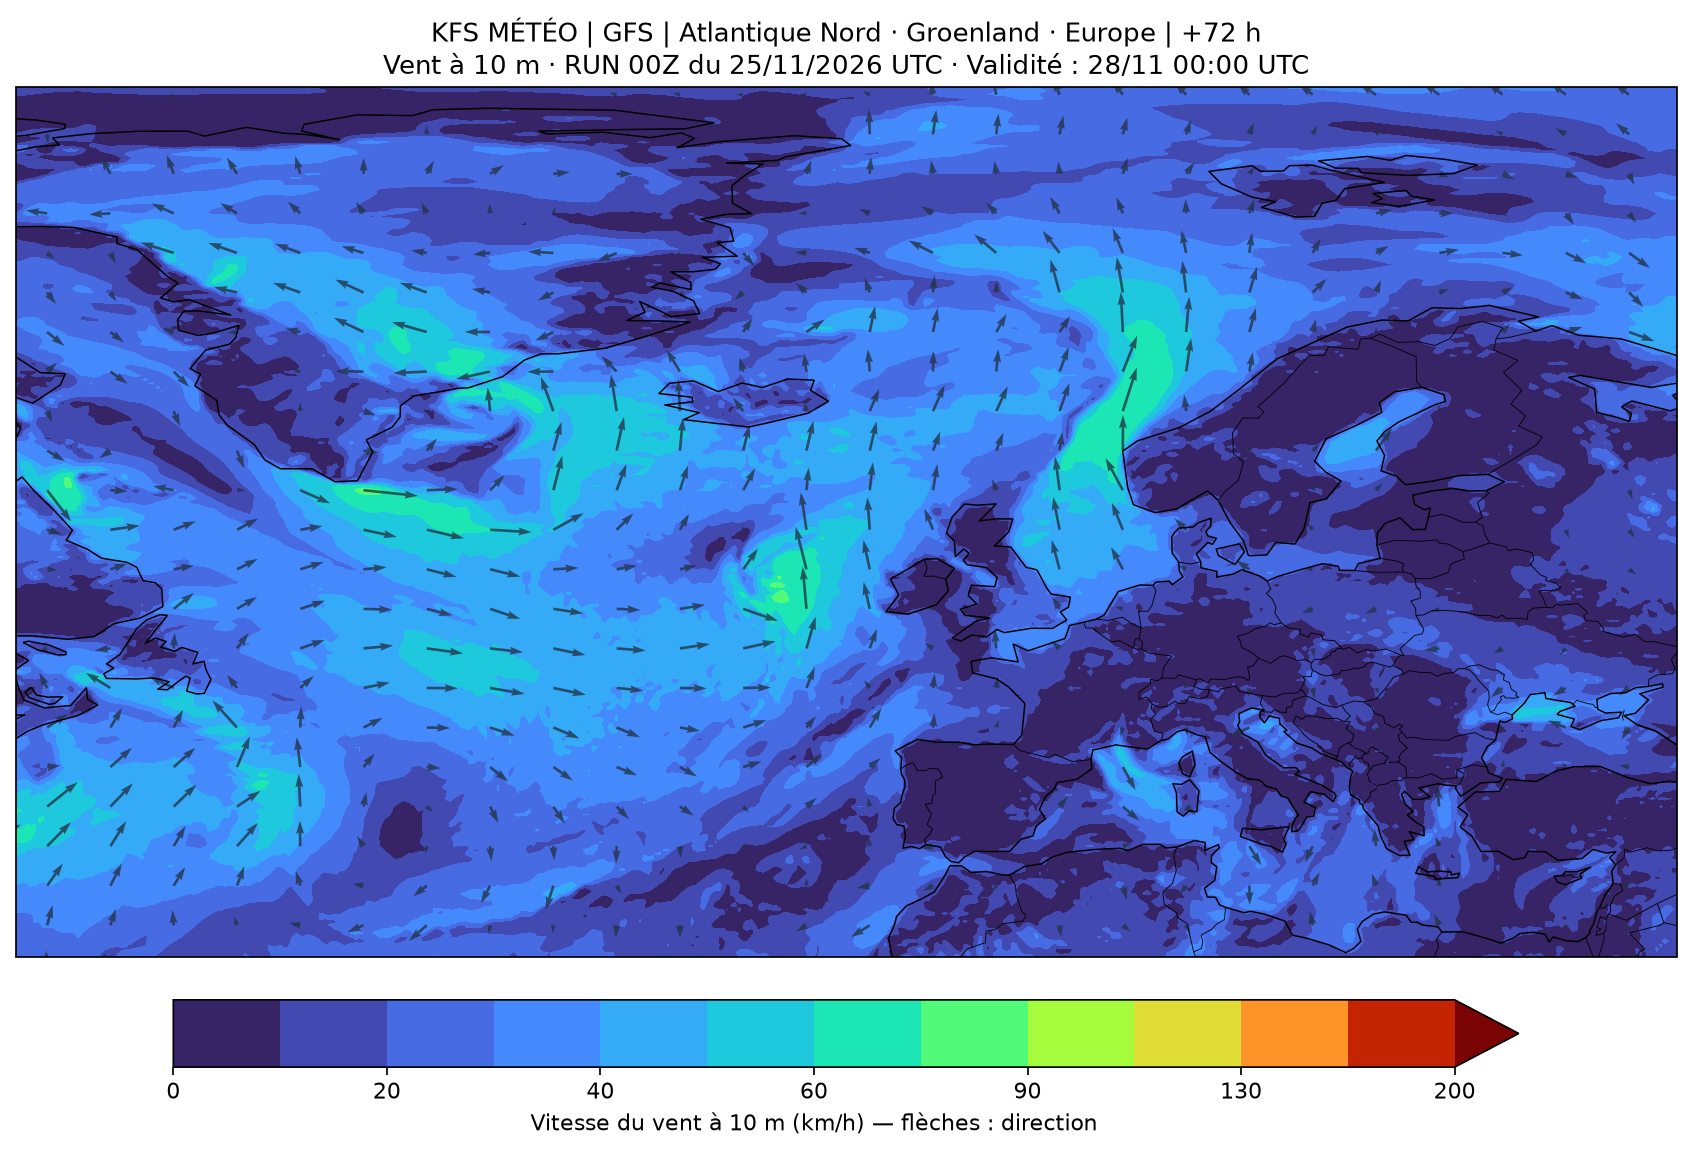 KFS MÉTÉO | GFS | Atlantique Nord · Groenland · Europe | +72 h
Vent à 10 m · RUN 00Z du 25/11/2026 UTC · Validité : 28/11 00:00 UTC
0 20 40 60 90 130 200
Vitesse du vent à 10 m (km/h) — flèches : direction